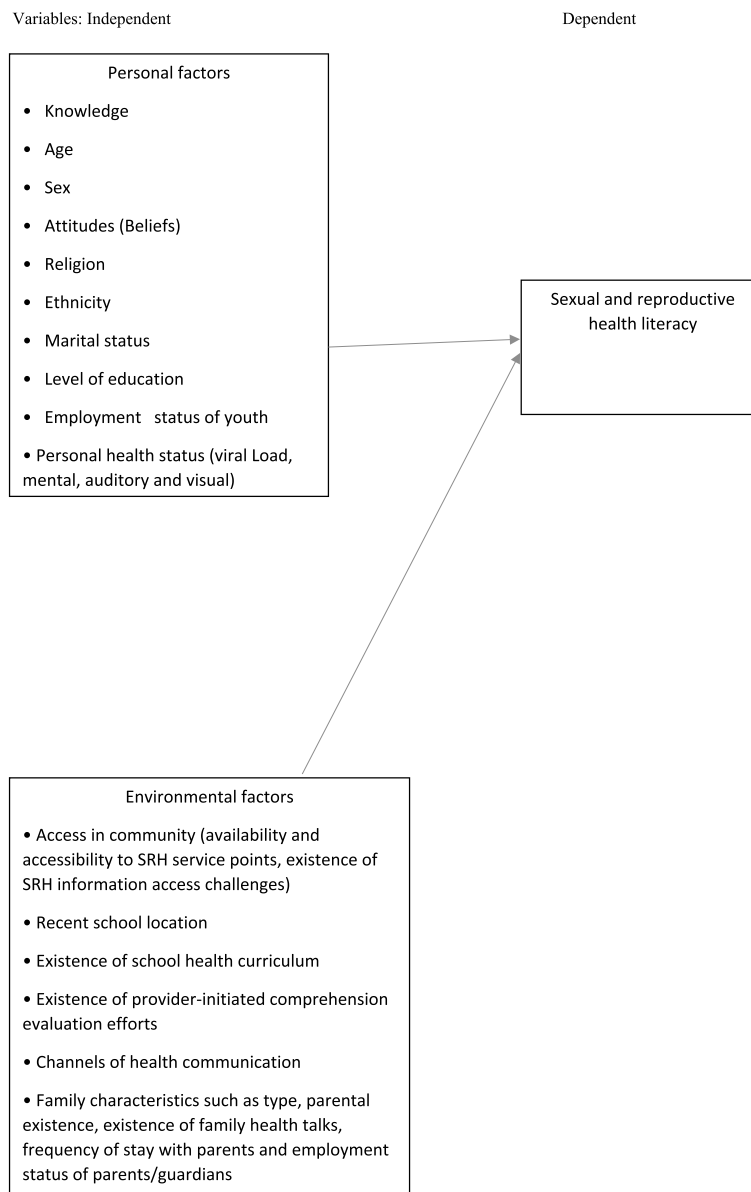 Variables: Independent
Dependent
Personal factors
• Knowledge
• Age
• Sex
• Attitudes (Beliefs)
• Religion
• Ethnicity
• Marital status
• Level of education
• Employment status of youth
• Personal health status (viral Load,
mental, auditory and visual)
Sexual and reproductive
health literacy
Environmental factors
• Access in community (availability and
accessibility to SRH service points, existence of
SRH information access challenges)
• Recent school location
• Existence of school health curriculum
• Existence of provider-initiated comprehension
evaluation efforts
• Channels of health communication
• Family characteristics such as type, parental
existence, existence of family health talks,
frequency of stay with parents and employment
status of parents/guardians